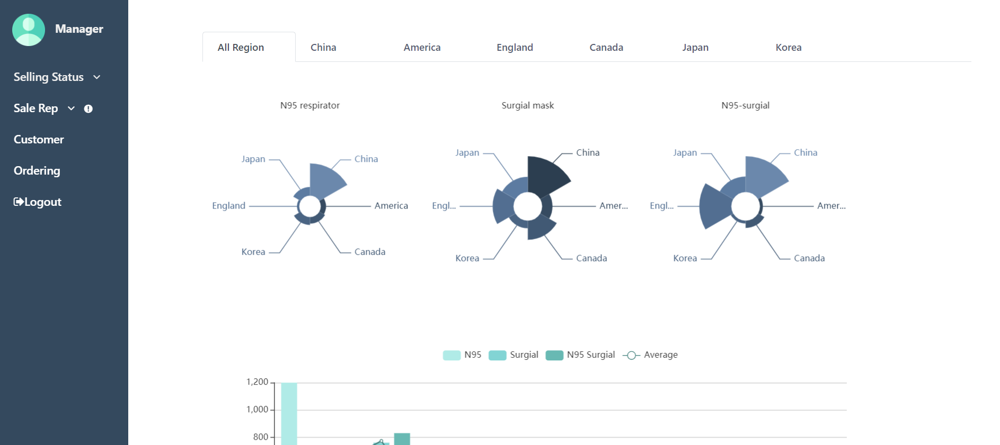 Manager
Selling Status
Sale Rep
Customer
Ordering
Logout
All Region China America England Canada Japan Korea
N95 respirator
Japan China
England America
Korea Canada
Surgial mask
Japan China
Engl... Amer...
Korea Canada
N95-surgial
Japan China
Engl... Amer...
Korea Canada
N95 Surgial N95 Surgial Average
1,200
1,000
800